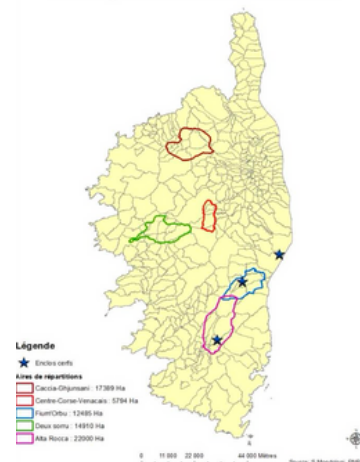 Légende
Enclos cerfs
Aires de répartitions
Caccia-Ghjunsani : 17389 Ha
Centre-Corse-Venacais : 5794 Ha
Fium'Orbu : 12485 Ha
Deux sorru : 14910 Ha
Alta Rocca : 22000 Ha
0 11 000 22 000 44 000 Mètres